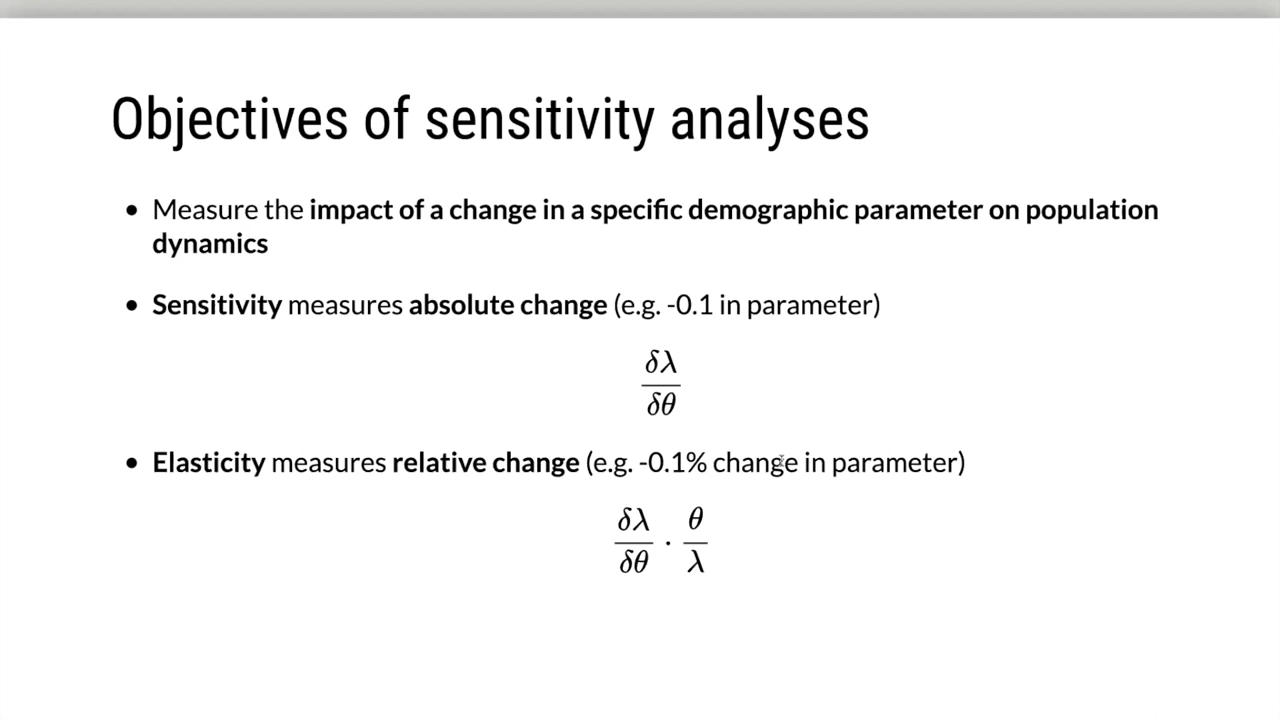 Objectives of sensitivity analyses
• Measure the impact of a change in a specific demographic parameter on population
dynamics
• Sensitivity measures absolute change (e.g. -0.1 in parameter)
δλ
δθ
• Elasticity measures relative change (e.g. -0.1% change in parameter)
δλ/δθ · θ/λ